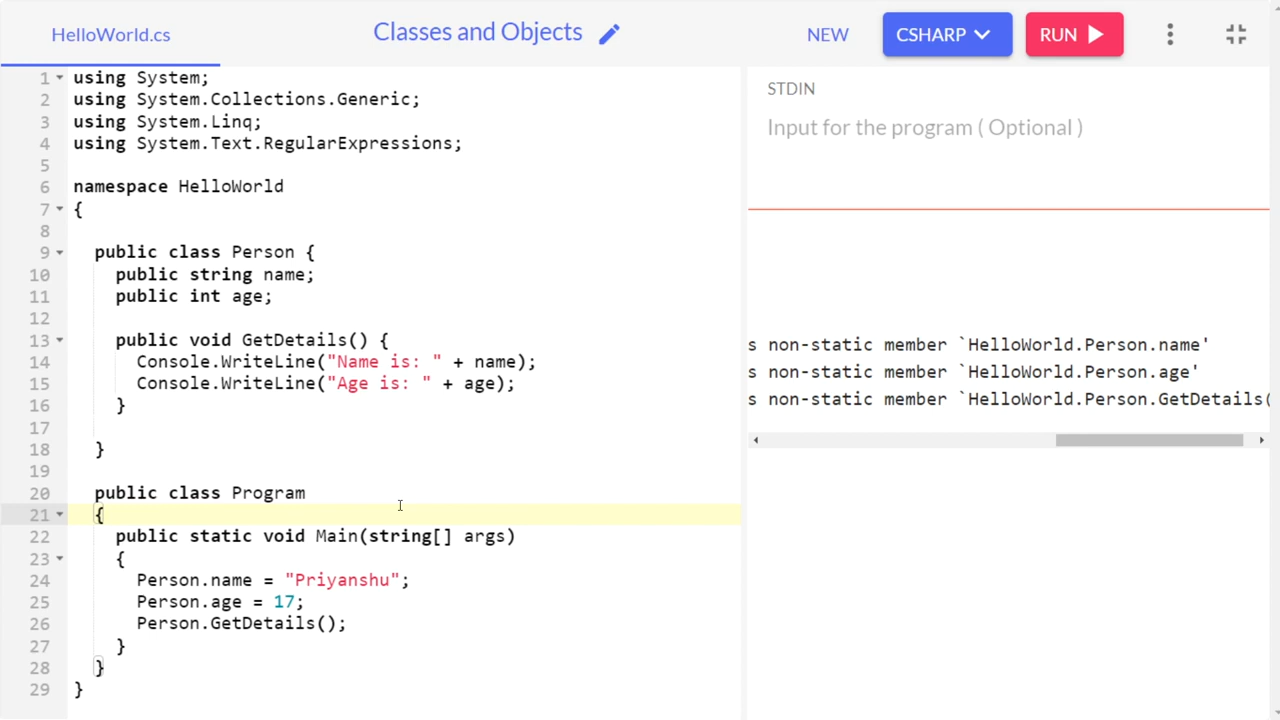 HelloWorld.cs
Classes and Objects
NEW
CSHARP
RUN
1 using System;
2 using System.Collections.Generic;
3 using System.Linq;
4 using System.Text.RegularExpressions;
5
6 namespace HelloWorld
7 {
8
9 public class Person {
10 public string name;
11 public int age;
12
13 public void GetDetails() {
14 Console.WriteLine("Name is: " + name);
15 Console.WriteLine("Age is: " + age);
16 }
17
18 }
19
20 public class Program
21 {
22 public static void Main(string[] args)
23 {
24 Person.name = "Priyanshu";
25 Person.age = 17;
26 Person.GetDetails();
27 }
28 }
29 }
STDIN
Input for the program ( Optional )
s non-static member `HelloWorld.Person.name'
s non-static member `HelloWorld.Person.age'
s non-static member `HelloWorld.Person.GetDetails(